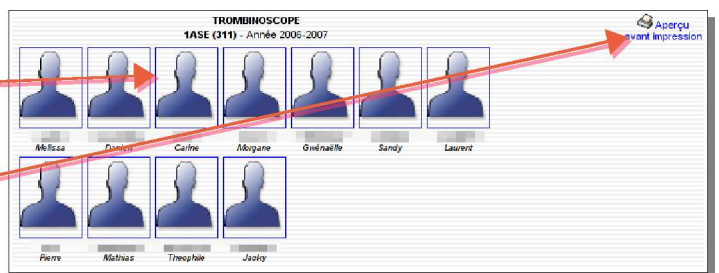 TROMBINOSCOPE
1ASE (311) - Année 2006-2007
Aperçu
avant impression
Melissa Damien Carine Morgane Gwénaëlle Sandy Laurent
Pierre Mathias Theophile Jacky